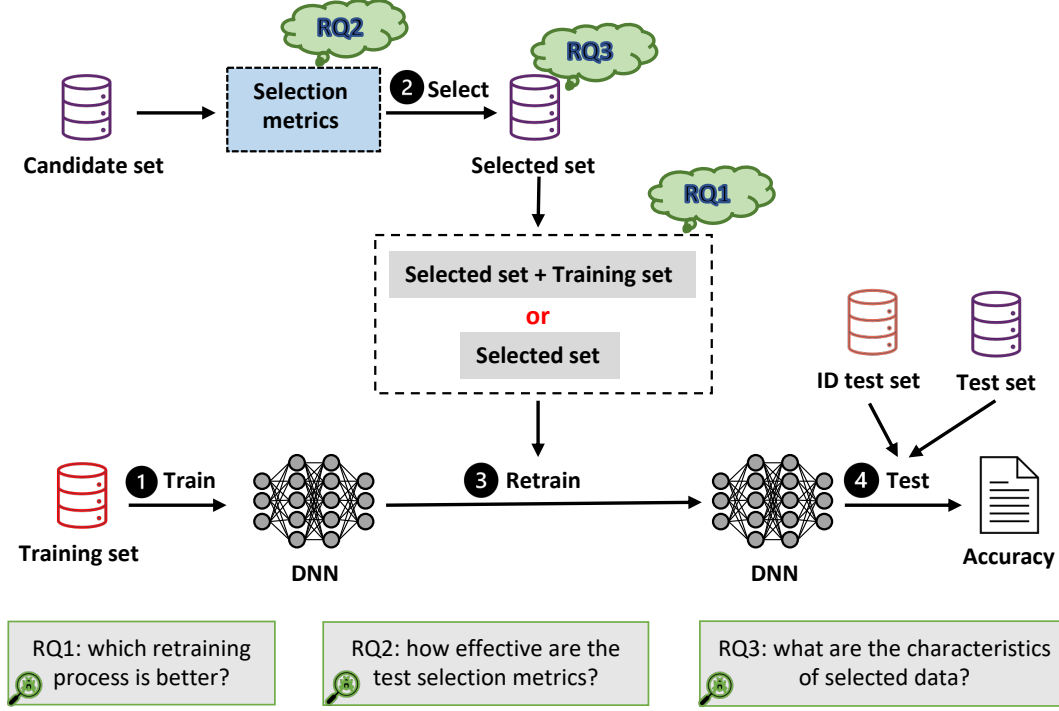 RQ2
RQ3
Selection
metrics
2 Select
Candidate set
Selected set
RQ1
Selected set + Training set
or
Selected set
ID test set
Test set
1 Train
3 Retrain
4 Test
Training set
DNN
DNN
Accuracy
RQ1: which retraining
process is better?
RQ2: how effective are the
test selection metrics?
RQ3: what are the characteristics
of selected data?